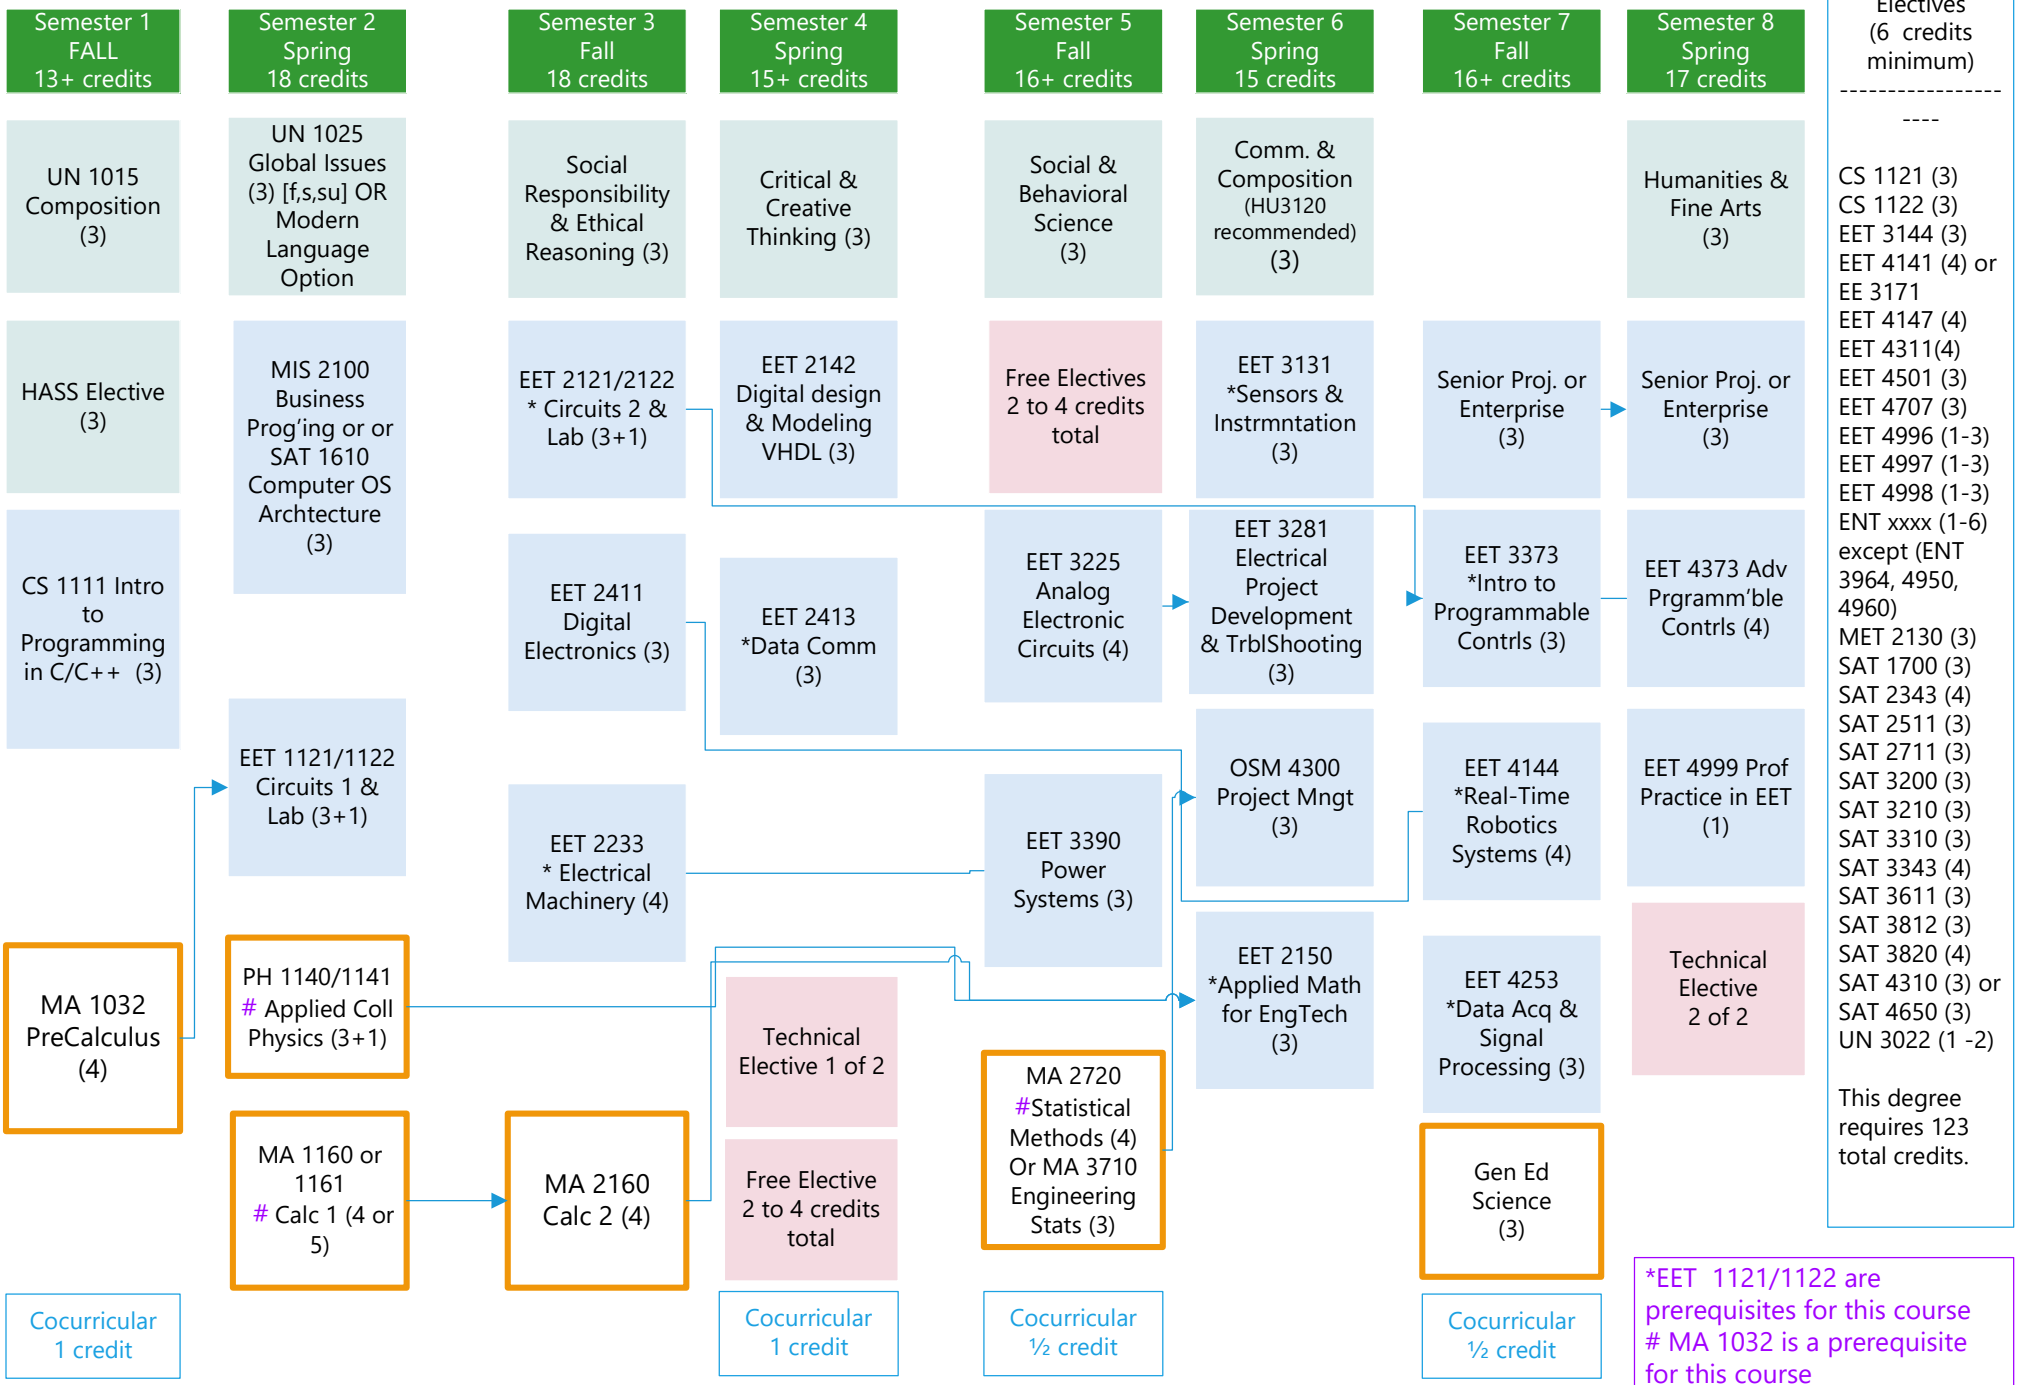 Semester 1
FALL
13+ credits
Semester 2
Spring
18 credits
Semester 3
Fall
18 credits
Semester 4
Spring
15+ credits
Semester 5
Fall
16+ credits
Semester 6
Spring
15 credits
Semester 7
Fall
16+ credits
Semester 8
Spring
17 credits
UN 1015
Composition
(3)
UN 1025
Global Issues
(3) [f,s,su] OR
Modern
Language
Option
Social
Responsibility
& Ethical
Reasoning (3)
Critical &
Creative
Thinking (3)
Social &
Behavioral
Science
(3)
Comm. &
Composition
(HU3120
recommended)
(3)
Humanities &
Fine Arts
(3)
HASS Elective
(3)
MIS 2100
Business
Prog'ing or or
SAT 1610
Computer OS
Archtecture
(3)
EET 2121/2122
* Circuits 2 &
Lab (3+1)
EET 2142
Digital design
& Modeling
VHDL (3)
Free Electives
2 to 4 credits
total
EET 3131
*Sensors &
Instrmntation
(3)
Senior Proj. or
Enterprise
(3)
Senior Proj. or
Enterprise
(3)
CS 1111 Intro
to
Programming
in C/C++ (3)
EET 2411
Digital
Electronics (3)
EET 2413
*Data Comm
(3)
EET 3225
Analog
Electronic
Circuits (4)
EET 3281
Electrical
Project
Development
& TrblShooting
(3)
EET 3373
*Intro to
Programmable
Contrls (3)
EET 4373 Adv
Prgramm'ble
Contrls (4)
EET 1121/1122
Circuits 1 &
Lab (3+1)
EET 2233
* Electrical
Machinery (4)
EET 3390
Power
Systems (3)
OSM 4300
Project Mngt
(3)
EET 4144
*Real-Time
Robotics
Systems (4)
EET 4999 Prof
Practice in EET
(1)
MA 1032
PreCalculus
(4)
PH 1140/1141
# Applied Coll
Physics (3+1)
Technical
Elective 1 of 2
EET 2150
*Applied Math
for EngTech
(3)
EET 4253
*Data Acq &
Signal
Processing (3)
Technical
Elective
2 of 2
MA 1160 or
1161
# Calc 1 (4 or
5)
MA 2160
Calc 2 (4)
Free Elective
2 to 4 credits
total
MA 2720
#Statistical
Methods (4)
Or MA 3710
Engineering
Stats (3)
Gen Ed
Science
(3)
Cocurricular
1 credit
Cocurricular
1 credit
Cocurricular
½ credit
Cocurricular
½ credit
Electives
(6 credits
minimum)
-----------------
----
CS 1121 (3)
CS 1122 (3)
EET 3144 (3)
EET 4141 (4) or
EE 3171
EET 4147 (4)
EET 4311(4)
EET 4501 (3)
EET 4707 (3)
EET 4996 (1-3)
EET 4997 (1-3)
EET 4998 (1-3)
ENT xxxx (1-6)
except (ENT
3964, 4950,
4960)
MET 2130 (3)
SAT 1700 (3)
SAT 2343 (4)
SAT 2511 (3)
SAT 2711 (3)
SAT 3200 (3)
SAT 3210 (3)
SAT 3310 (3)
SAT 3343 (4)
SAT 3611 (3)
SAT 3812 (3)
SAT 3820 (4)
SAT 4310 (3) or
SAT 4650 (3)
UN 3022 (1 -2)
This degree
requires 123
total credits.
*EET 1121/1122 are
prerequisites for this course
# MA 1032 is a prerequisite
for this course